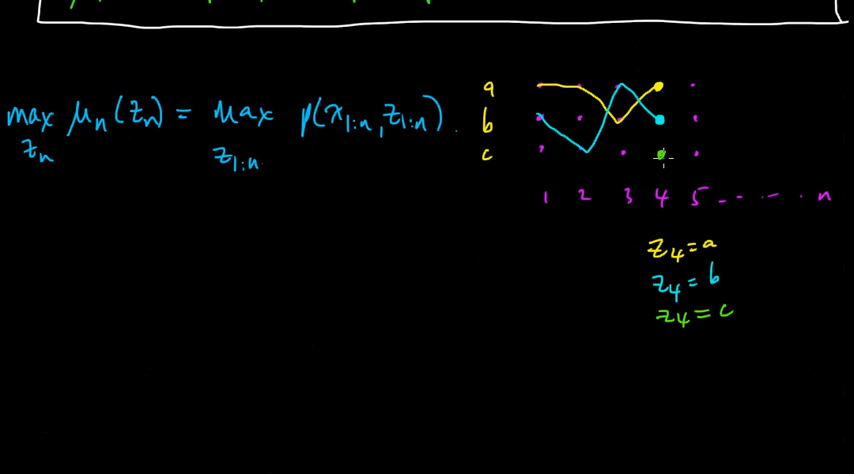 max μₙ(zₙ) = max p(x₁:ₙ, z₁:ₙ).
zₙ z₁:ₙ
a
b
c
1 2 3 4 5 - - - - n
z₄ = a
z₄ = b
z₄ = c